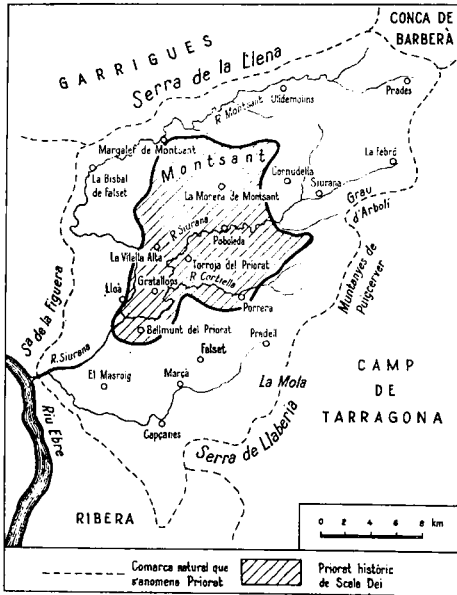 CONCA DE
BARBERÀ
GARRIGUES
Serra de la Llena
R. Montsant
Ulldemolins
Prades
Margalef de Montsant
Montsant
La Bisbal
de Falset
Cornudella
La Febró
La Morera de Montsant
Siurana
Grau
d'Arbolí
R. Siurana
Poboleda
La Vilella Alta
Torroja del Priorat
Muntanyes de
Puigcerver
R. Cortiella
Gratallops
Lloà
Porrera
Sª de la Figuera
Bellmunt del Priorat
Pradell
Falset
R. Siurana
CAMP
DE
TARRAGONA
El Masroig
Marçà
La Mola
Riu Ebre
Capçanes
Serra de Llaberia
RIBERA
0 2 4 6 8 km
Comarca natural que
s'anomena Priorat
Priorat històric
de Scala Dei